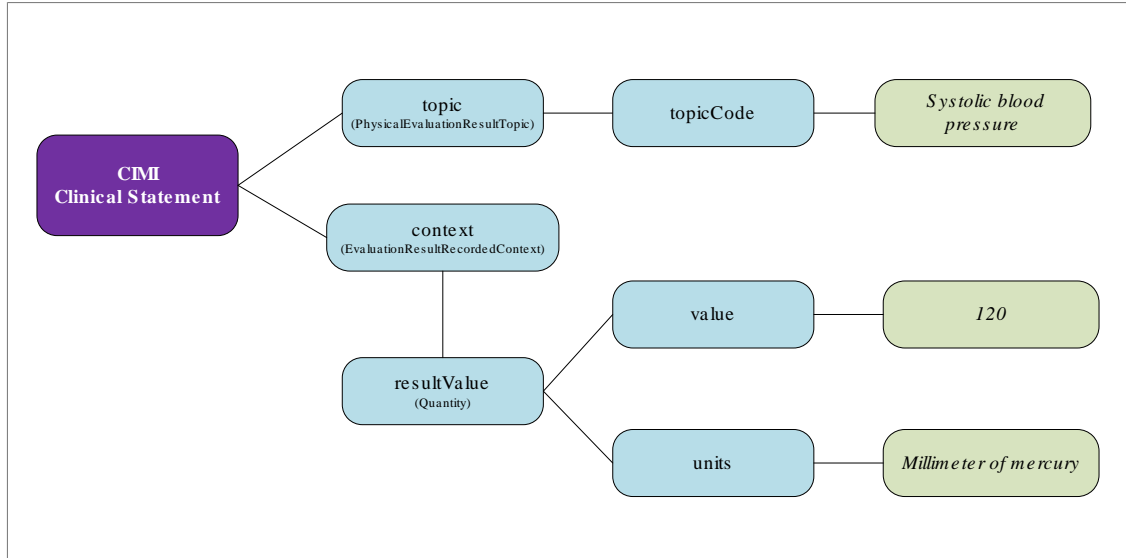 topic
(PhysicalEvaluationResultTopic)
topicCode
Systolic blood
pressure
CIMI
Clinical Statement
context
(EvaluationResultRecordedContext)
value
120
resultValue
(Quantity)
units
Millimeter of mercury